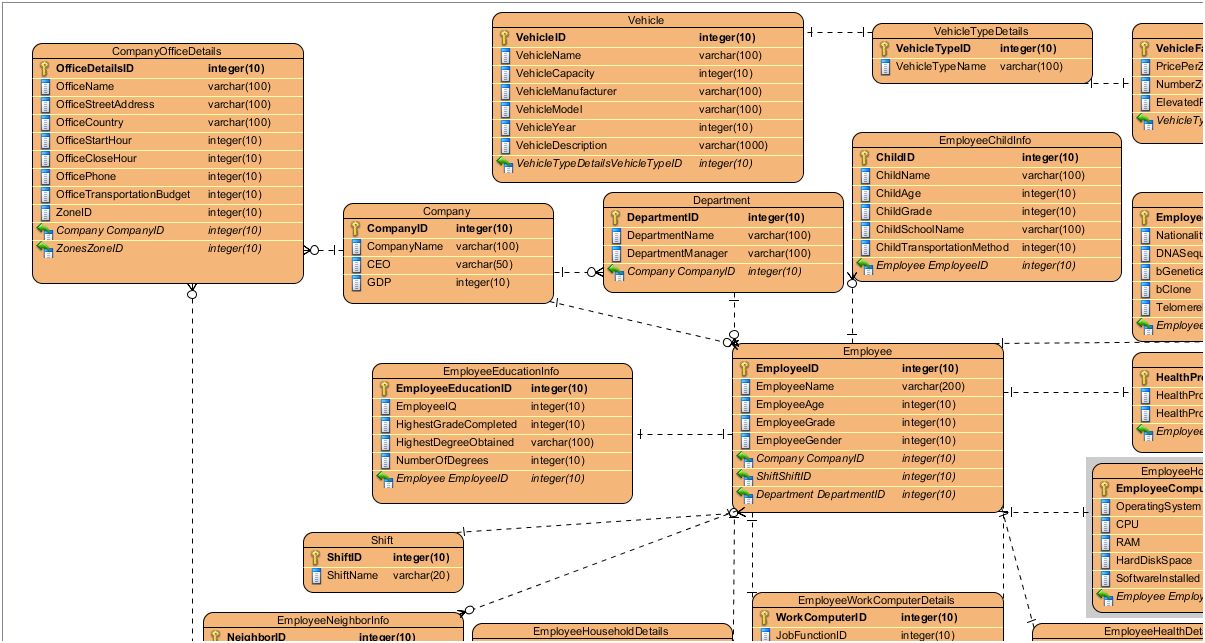 Vehicle
VehicleID integer(10)
VehicleName varchar(100)
VehicleCapacity integer(10)
VehicleManufacturer varchar(100)
VehicleModel varchar(100)
VehicleYear integer(10)
VehicleDescription varchar(1000)
VehicleTypeDetailsVehicleTypeID integer(10)
VehicleTypeDetails
VehicleTypeID integer(10)
VehicleTypeName varchar(100)
VehicleFa
PricePerZ
NumberZ
ElevatedF
VehicleTy
CompanyOfficeDetails
OfficeDetailsID integer(10)
OfficeName varchar(100)
OfficeStreetAddress varchar(100)
OfficeCountry varchar(100)
OfficeStartHour integer(10)
OfficeCloseHour integer(10)
OfficePhone integer(10)
OfficeTransportationBudget integer(10)
ZoneID integer(10)
Company CompanyID integer(10)
ZonesZoneID integer(10)
Company
CompanyID integer(10)
CompanyName varchar(100)
CEO varchar(50)
GDP integer(10)
Department
DepartmentID integer(10)
DepartmentName varchar(100)
DepartmentManager varchar(100)
Company CompanyID integer(10)
EmployeeChildInfo
ChildID integer(10)
ChildName varchar(100)
ChildAge integer(10)
ChildGrade integer(10)
ChildSchoolName varchar(100)
ChildTransportationMethod integer(10)
Employee EmployeeID integer(10)
Employee
Nationalit
DNASequ
bGenetica
bClone
Telomere
Employee
EmployeeEducationInfo
EmployeeEducationID integer(10)
EmployeeIQ integer(10)
HighestGradeCompleted integer(10)
HighestDegreeObtained varchar(100)
NumberOfDegrees integer(10)
Employee EmployeeID integer(10)
Employee
EmployeeID integer(10)
EmployeeName varchar(200)
EmployeeAge integer(10)
EmployeeGrade integer(10)
EmployeeGender integer(10)
Company CompanyID integer(10)
ShiftShiftID integer(10)
Department DepartmentID integer(10)
HealthPro
HealthPro
HealthPro
Employee
EmployeeHo
EmployeeCompu
OperatingSystem
CPU
RAM
HardDiskSpace
SoftwareInstalled
Employee Employ
Shift
ShiftID integer(10)
ShiftName varchar(20)
EmployeeNeighborInfo
NeighborID integer(10)
EmployeeHouseholdDetails
EmployeeWorkComputerDetails
WorkComputerID integer(10)
JobFunctionID integer(10)
EmployeeHealthDeta